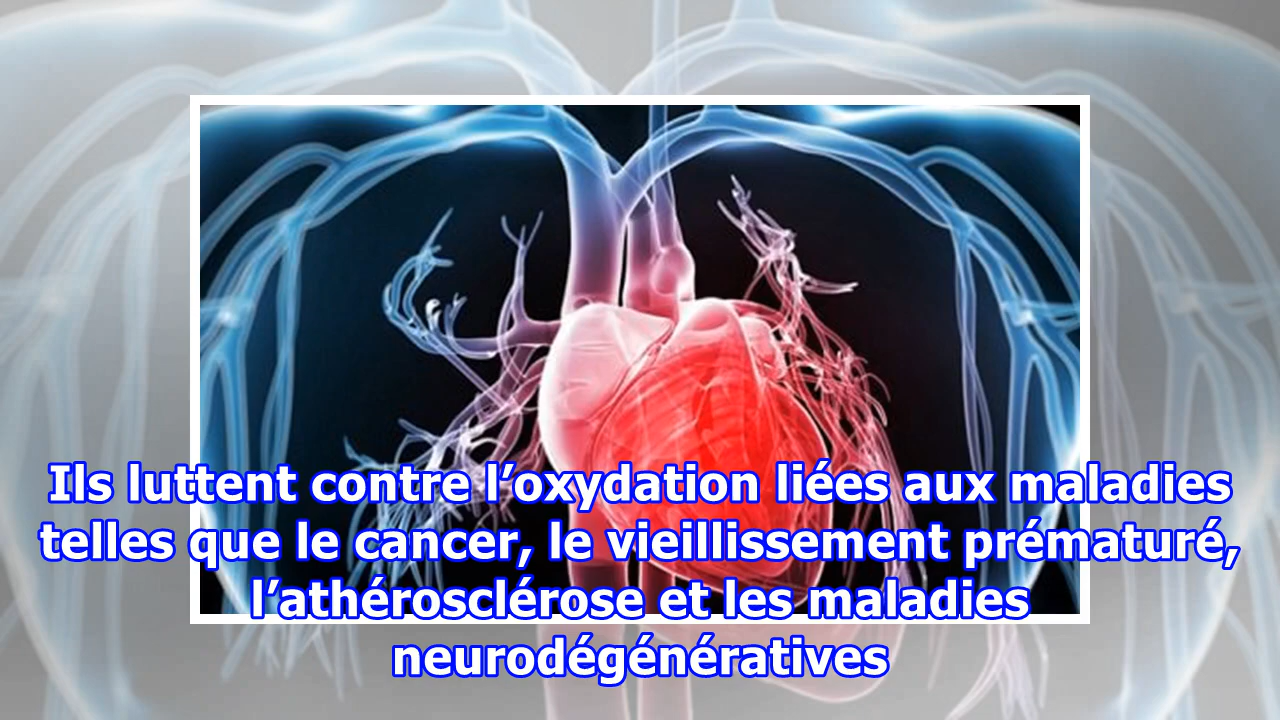 Ils luttent contre l’oxydation liées aux maladies
telles que le cancer, le vieillissement prématuré,
l’athérosclérose et les maladies
neurodégénératives